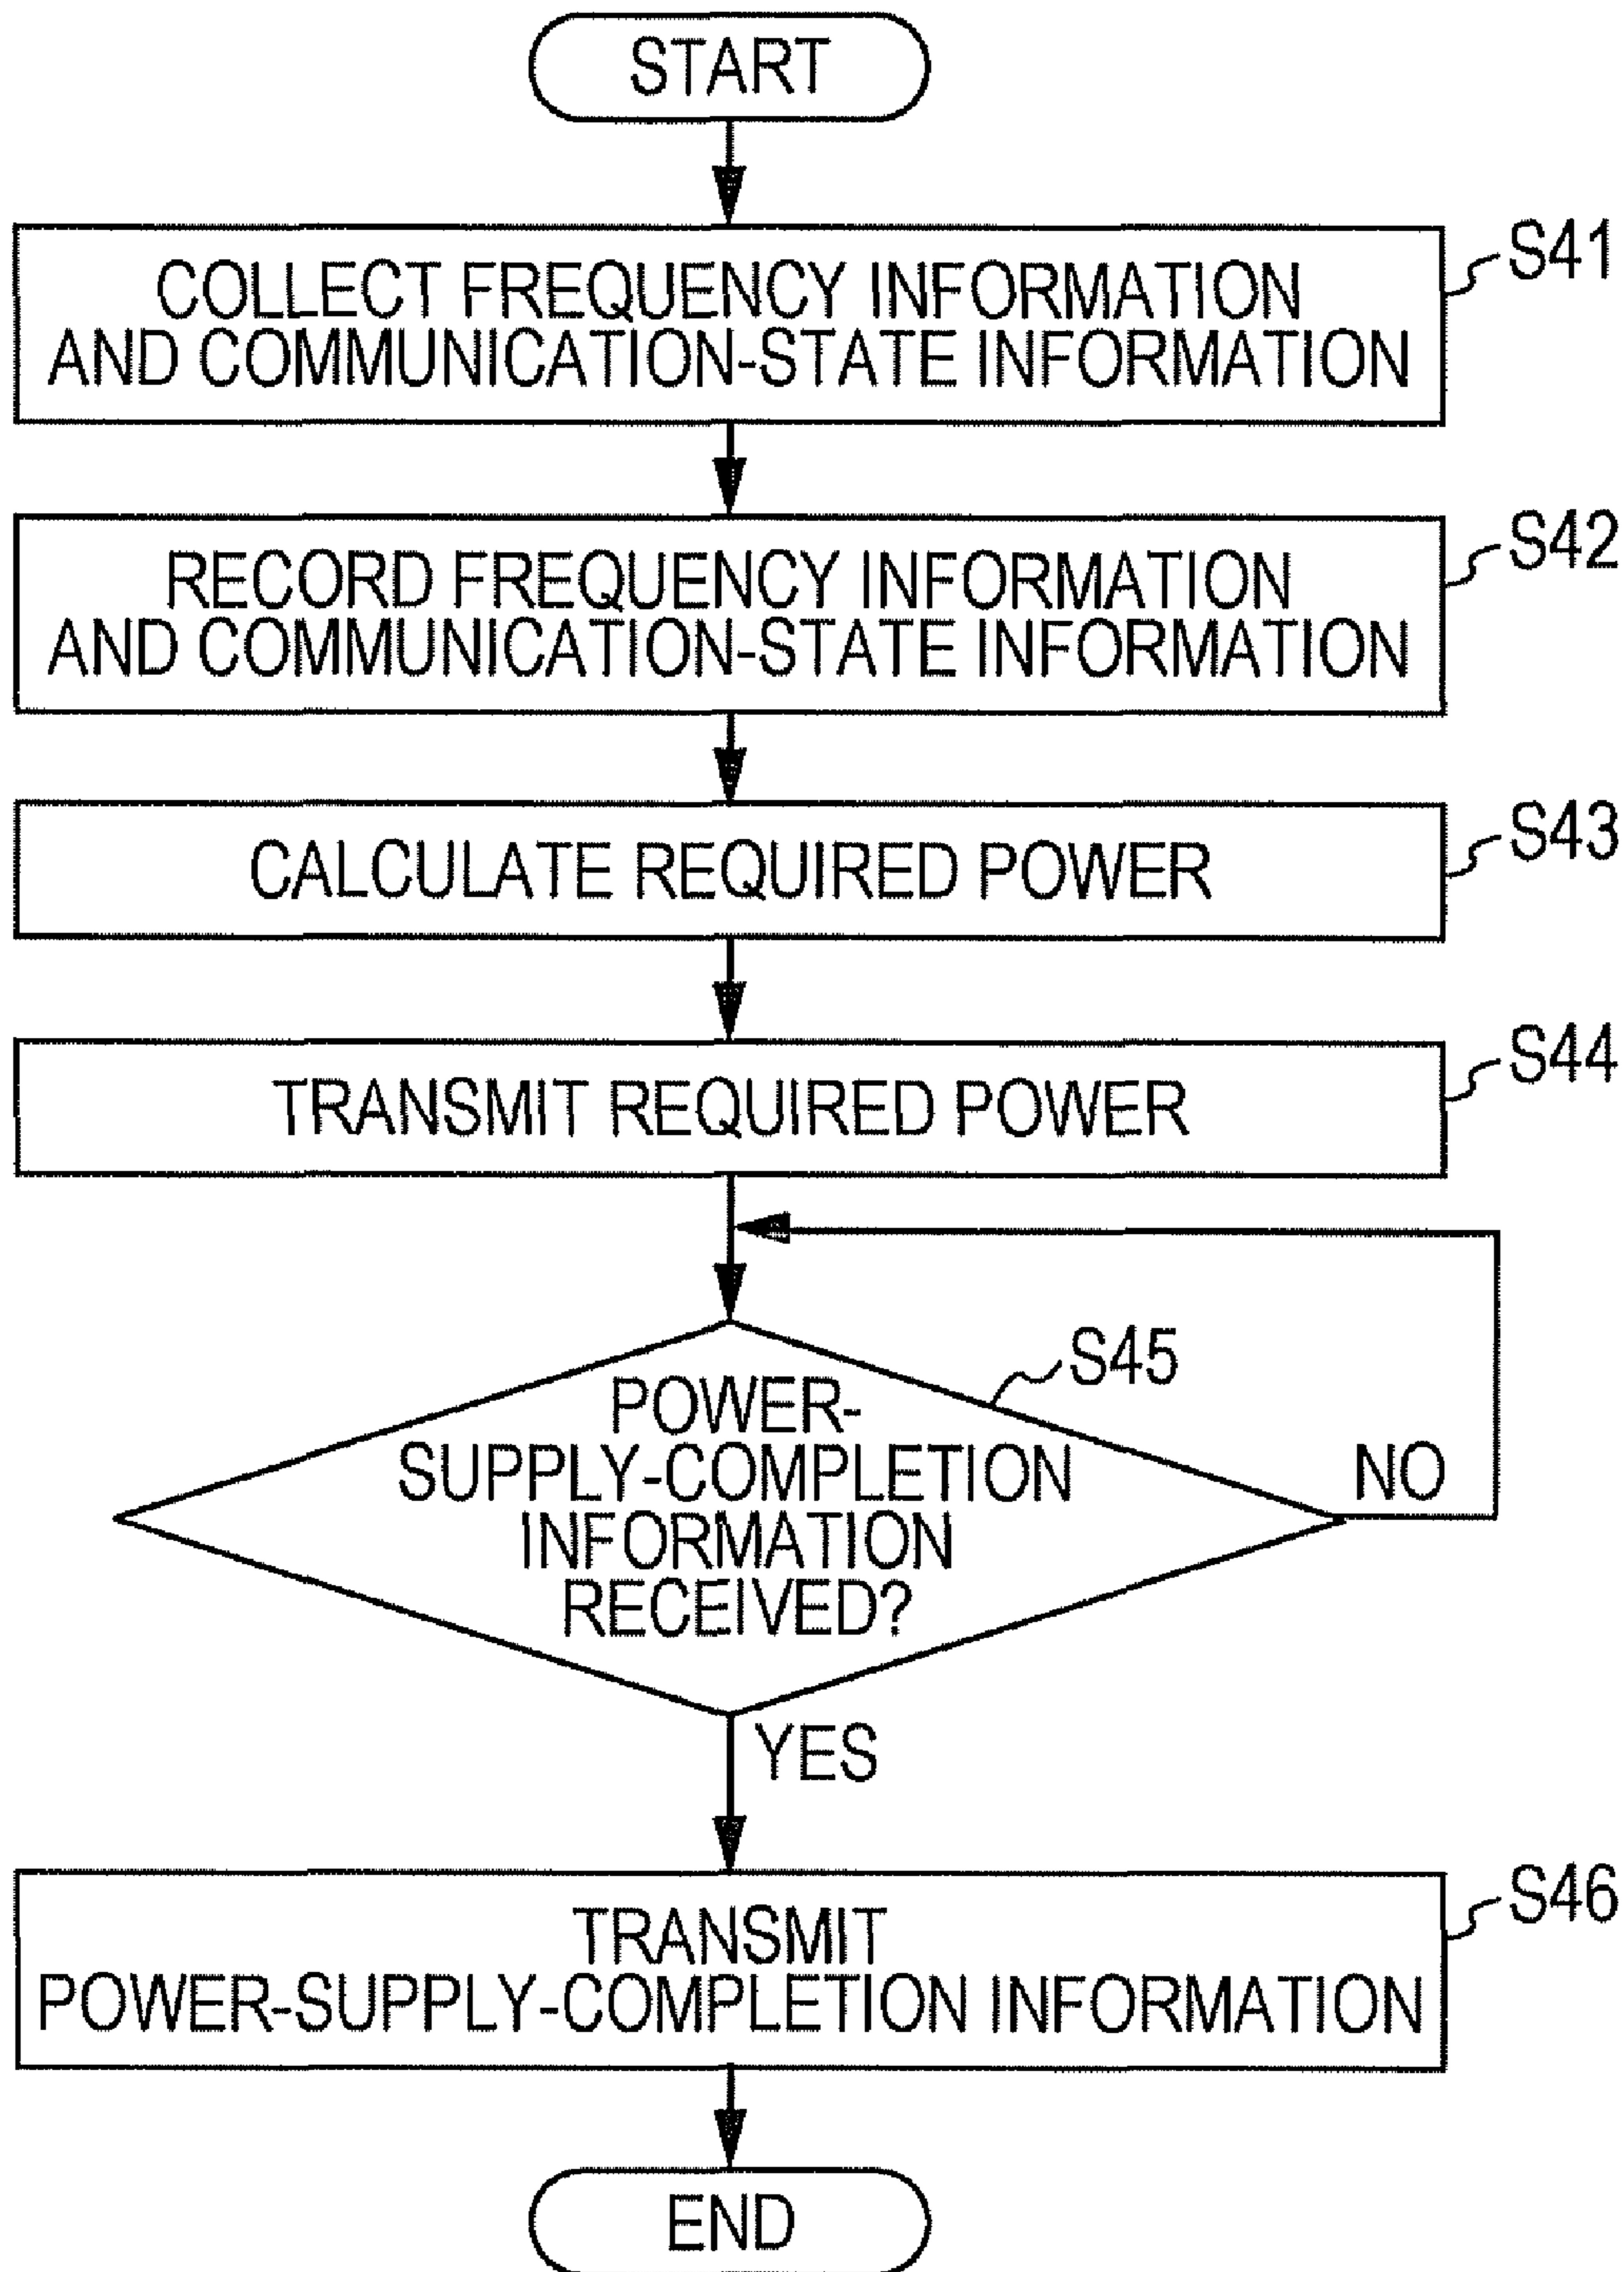 START
COLLECT FREQUENCY INFORMATION
AND COMMUNICATION-STATE INFORMATION
S41
RECORD FREQUENCY INFORMATION
AND COMMUNICATION-STATE INFORMATION
S42
CALCULATE REQUIRED POWER
S43
TRANSMIT REQUIRED POWER
S44
S45
POWER-
SUPPLY-COMPLETION
INFORMATION
RECEIVED?
NO
YES
TRANSMIT
POWER-SUPPLY-COMPLETION INFORMATION
S46
END